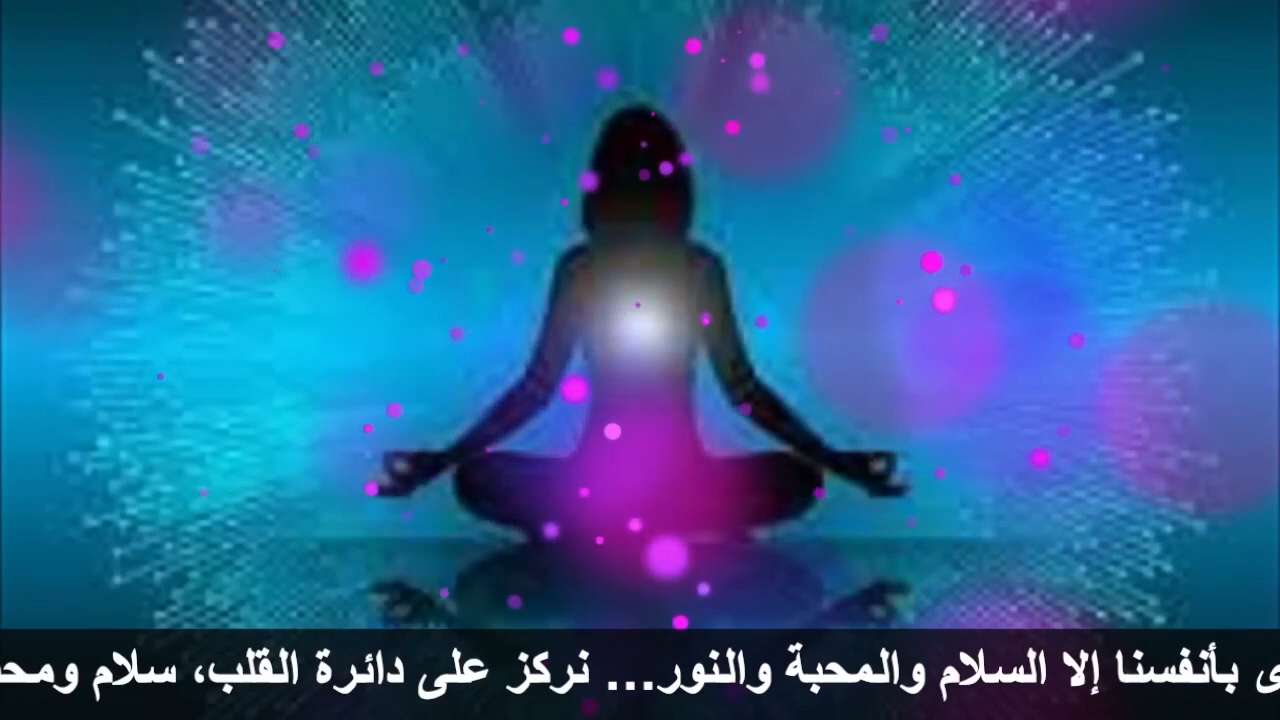 بأنفسنا إلا السلام والمحبة والنور... نركز على دائرة القلب، سلام